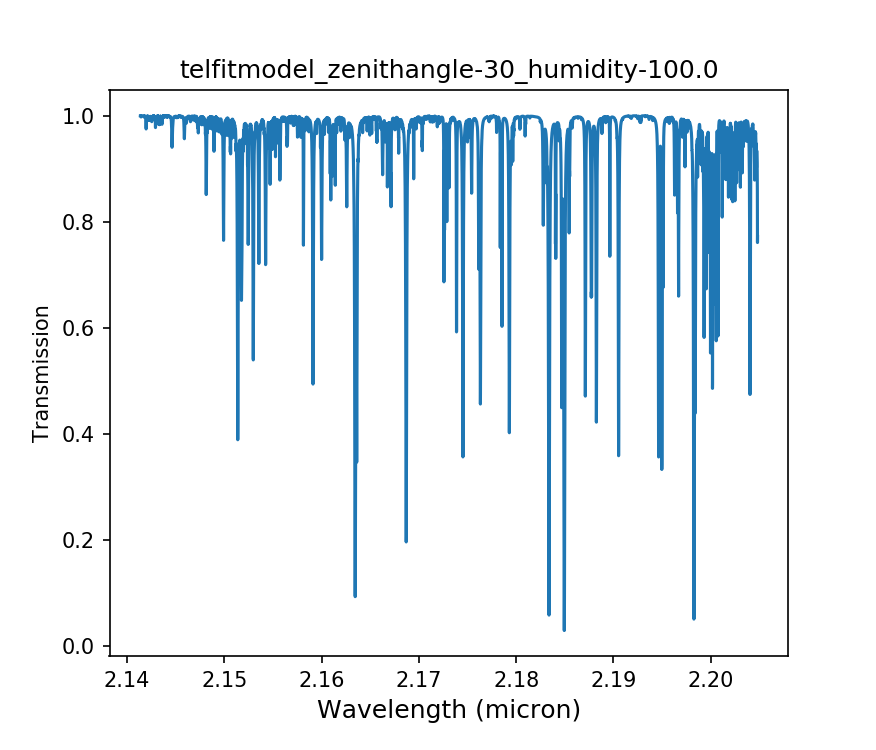 telfitmodel_zenithangle-30_humidity-100.0
1.0
0.8
0.6
0.4
0.2
0.0
Transmission
2.14 2.15 2.16 2.17 2.18 2.19 2.20
Wavelength (micron)